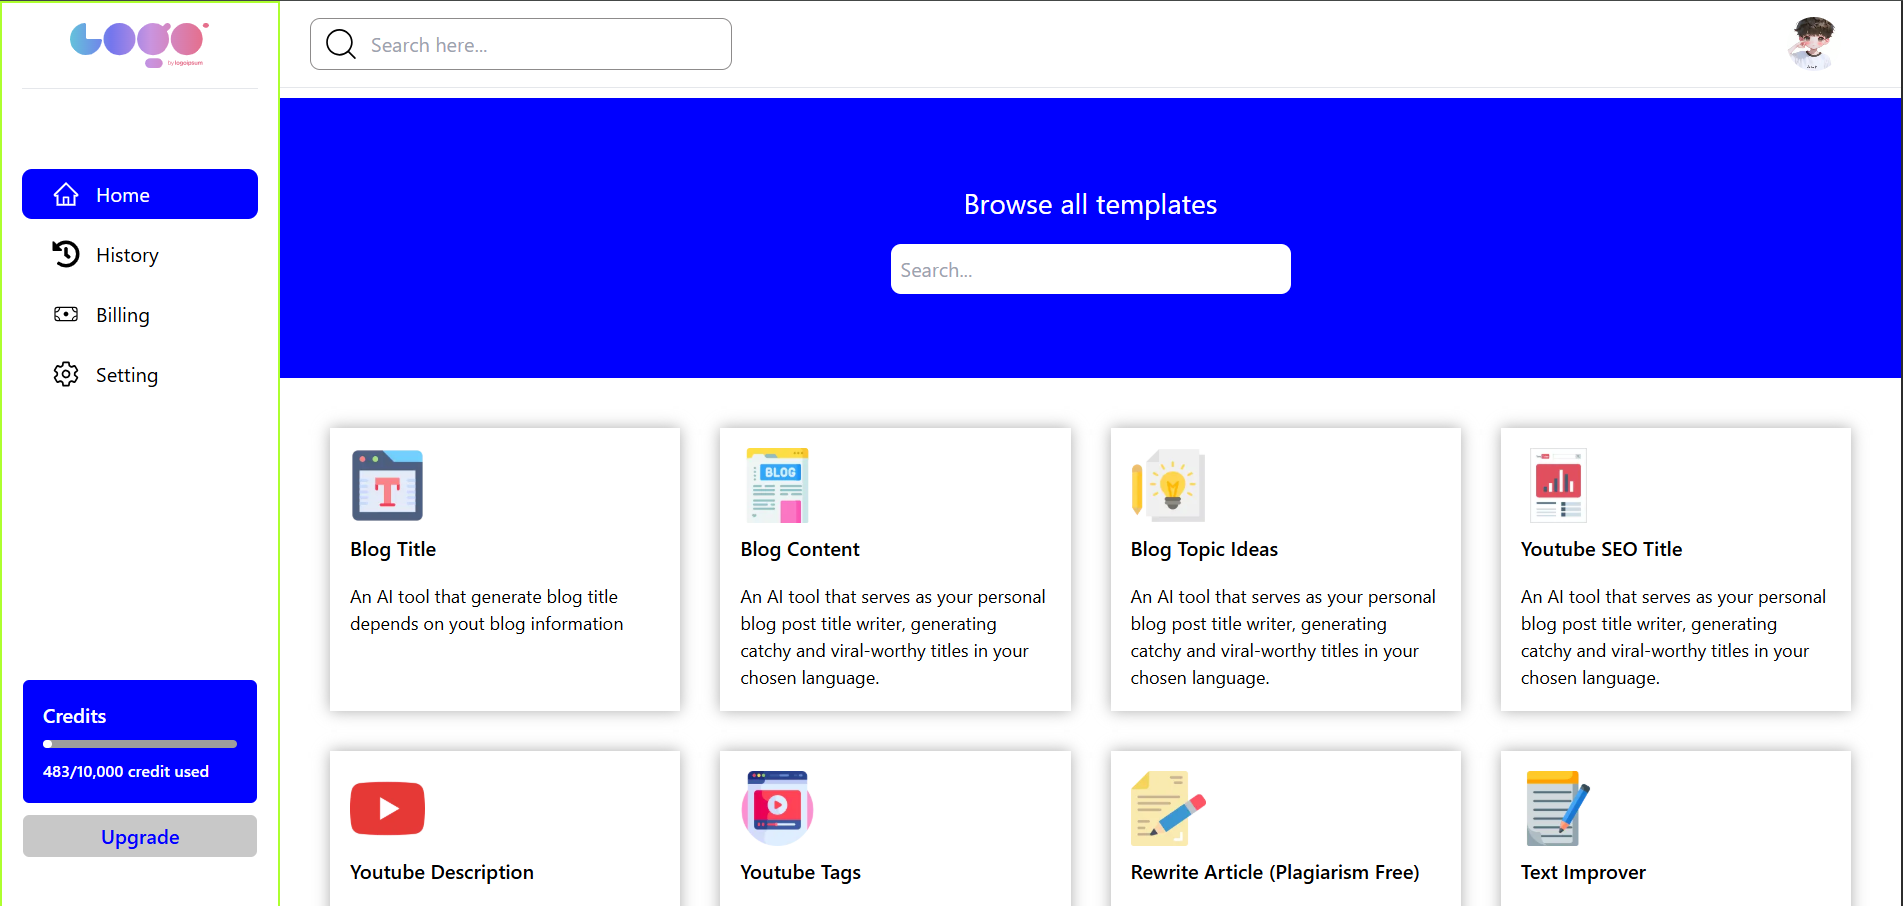 LOGO
by logoipsum
Search here...
Home
History
Billing
Setting
Credits
483/10,000 credit used
Upgrade
Browse all templates
Search...
T
Blog Title
An AI tool that generate blog title
depends on yout blog information
BLOG
Blog Content
An AI tool that serves as your personal
blog post title writer, generating
catchy and viral-worthy titles in your
chosen language.
Blog Topic Ideas
An AI tool that serves as your personal
blog post title writer, generating
catchy and viral-worthy titles in your
chosen language.
Youtube SEO Title
An AI tool that serves as your personal
blog post title writer, generating
catchy and viral-worthy titles in your
chosen language.
Youtube Description
Youtube Tags
Rewrite Article (Plagiarism Free)
Text Improver